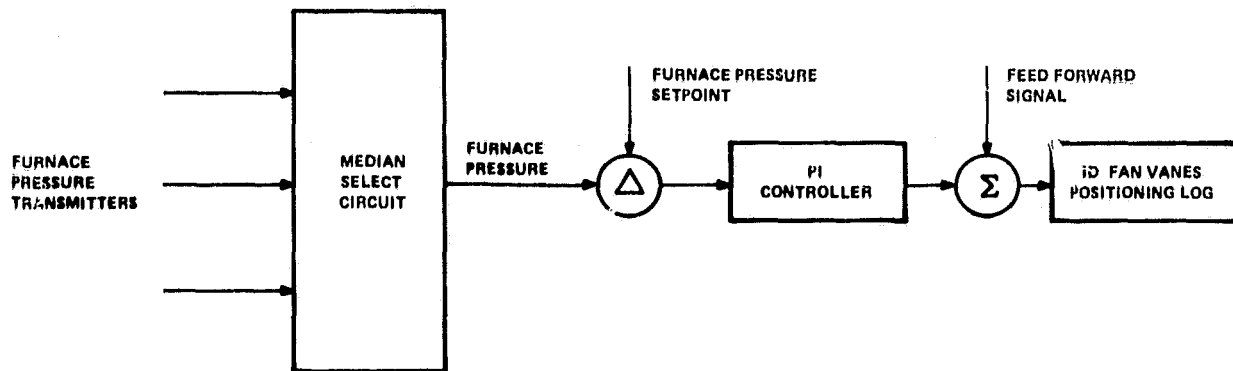 FURNACE
PRESSURE
TRANSMITTERS
MEDIAN
SELECT
CIRCUIT
FURNACE
PRESSURE
FURNACE PRESSURE
SETPOINT
Δ
PI
CONTROLLER
FEED FORWARD
SIGNAL
Σ
ID FAN VANES
POSITIONING LOG